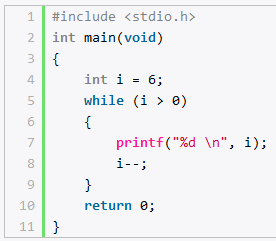 1 #include <stdio.h>
2 int main(void)
3 {
4     int i = 6;
5     while (i > 0)
6     {
7         printf("%d \n", i);
8         i--;
9     }
10     return 0;
11 }